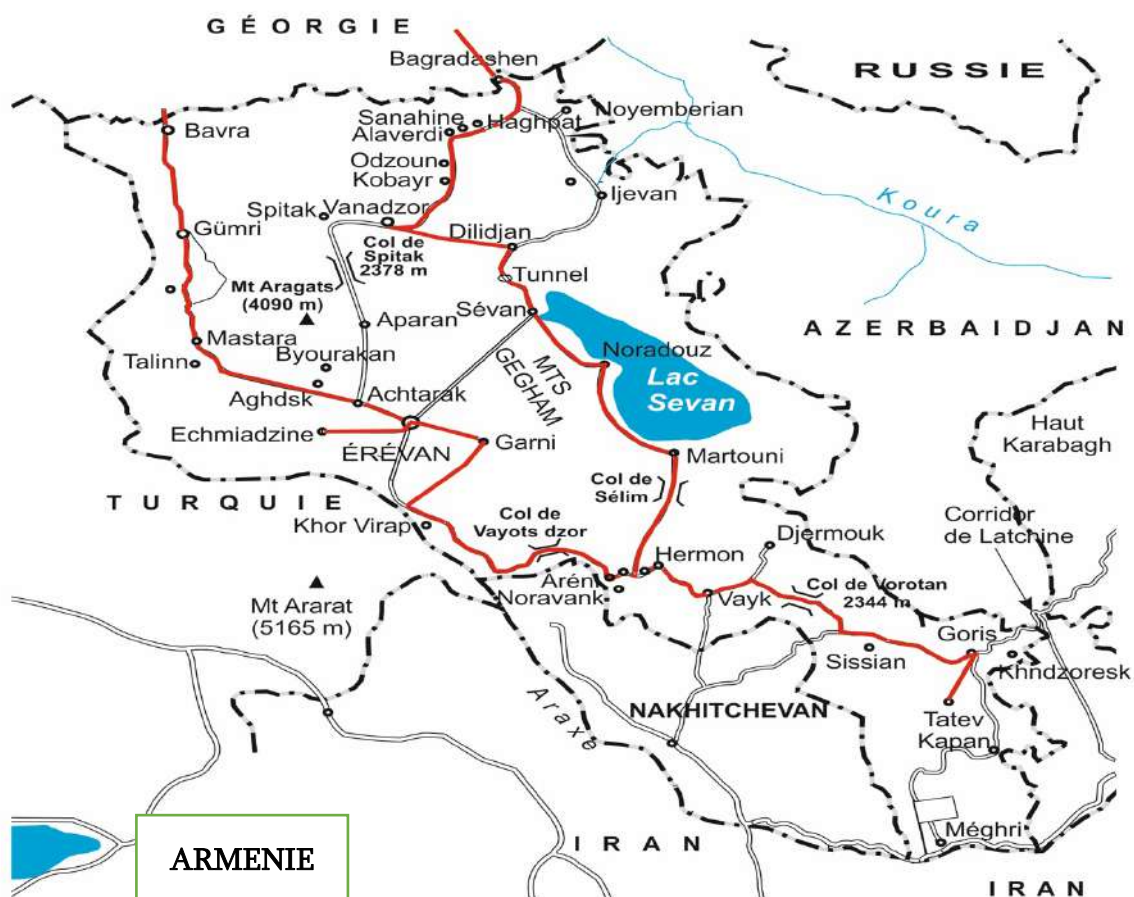 GÉORGIE
Bagradashen
RUSSIE
Bavra
Sanahine
Alaverdi
Haghpat
Noyemberian
Odzoun
Kobayr
Ijevan
Koura
Spitak
Vanadzor
Gümri
Dilidjan
Col de
Spitak
2378 m
Tunnel
Mt Aragats
(4090 m)
Sévan
Aparan
AZERBAIDJAN
Mastara
Byourakan
Noradouz
Talinn
MTS
GEGHAM
Lac
Sevan
Aghdsk
Achtarak
Haut
Karabagh
Echmiadzine
ÉRÉVAN
Garni
Martouni
TURQUIE
Col de
Sélim
Khor Virap
Col de
Vayots dzor
Djermouk
Corridor
de Latchine
Hermon
Arén
Noravank
Col de Vorotan
2344 m
Mt Ararat
(5165 m)
Vayk
Goris
Sissian
Khndzoresk
Araxe
NAKHITCHEVAN
Tatev
Kapan
Méghri
ARMENIE
IRAN
IRAN